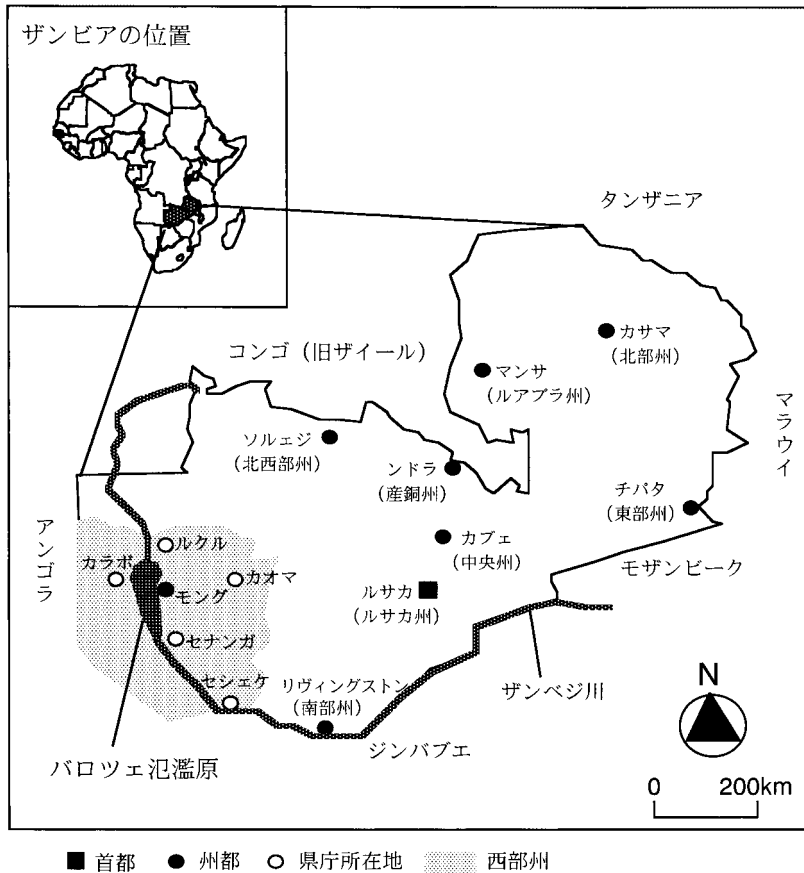 ザンビアの位置
タンザニア
カサマ
(北部州)
コンゴ (旧ザイール)
マンサ
(ルアプラ州)
マラウイ
ソルェジ
(北西部州)
ンドラ
(産銅州)
チパタ
(東部州)
アンゴラ
ルクル
カブェ
(中央州)
カラボ
カオマ
モザンビーク
モング
ルサカ
(ルサカ州)
セナンガ
セシェケ
リヴィングストン
(南部州)
ザンベジ川
N
ジンバブエ
バロツェ氾濫原
0 200km
首都 州都 県庁所在地 西部州